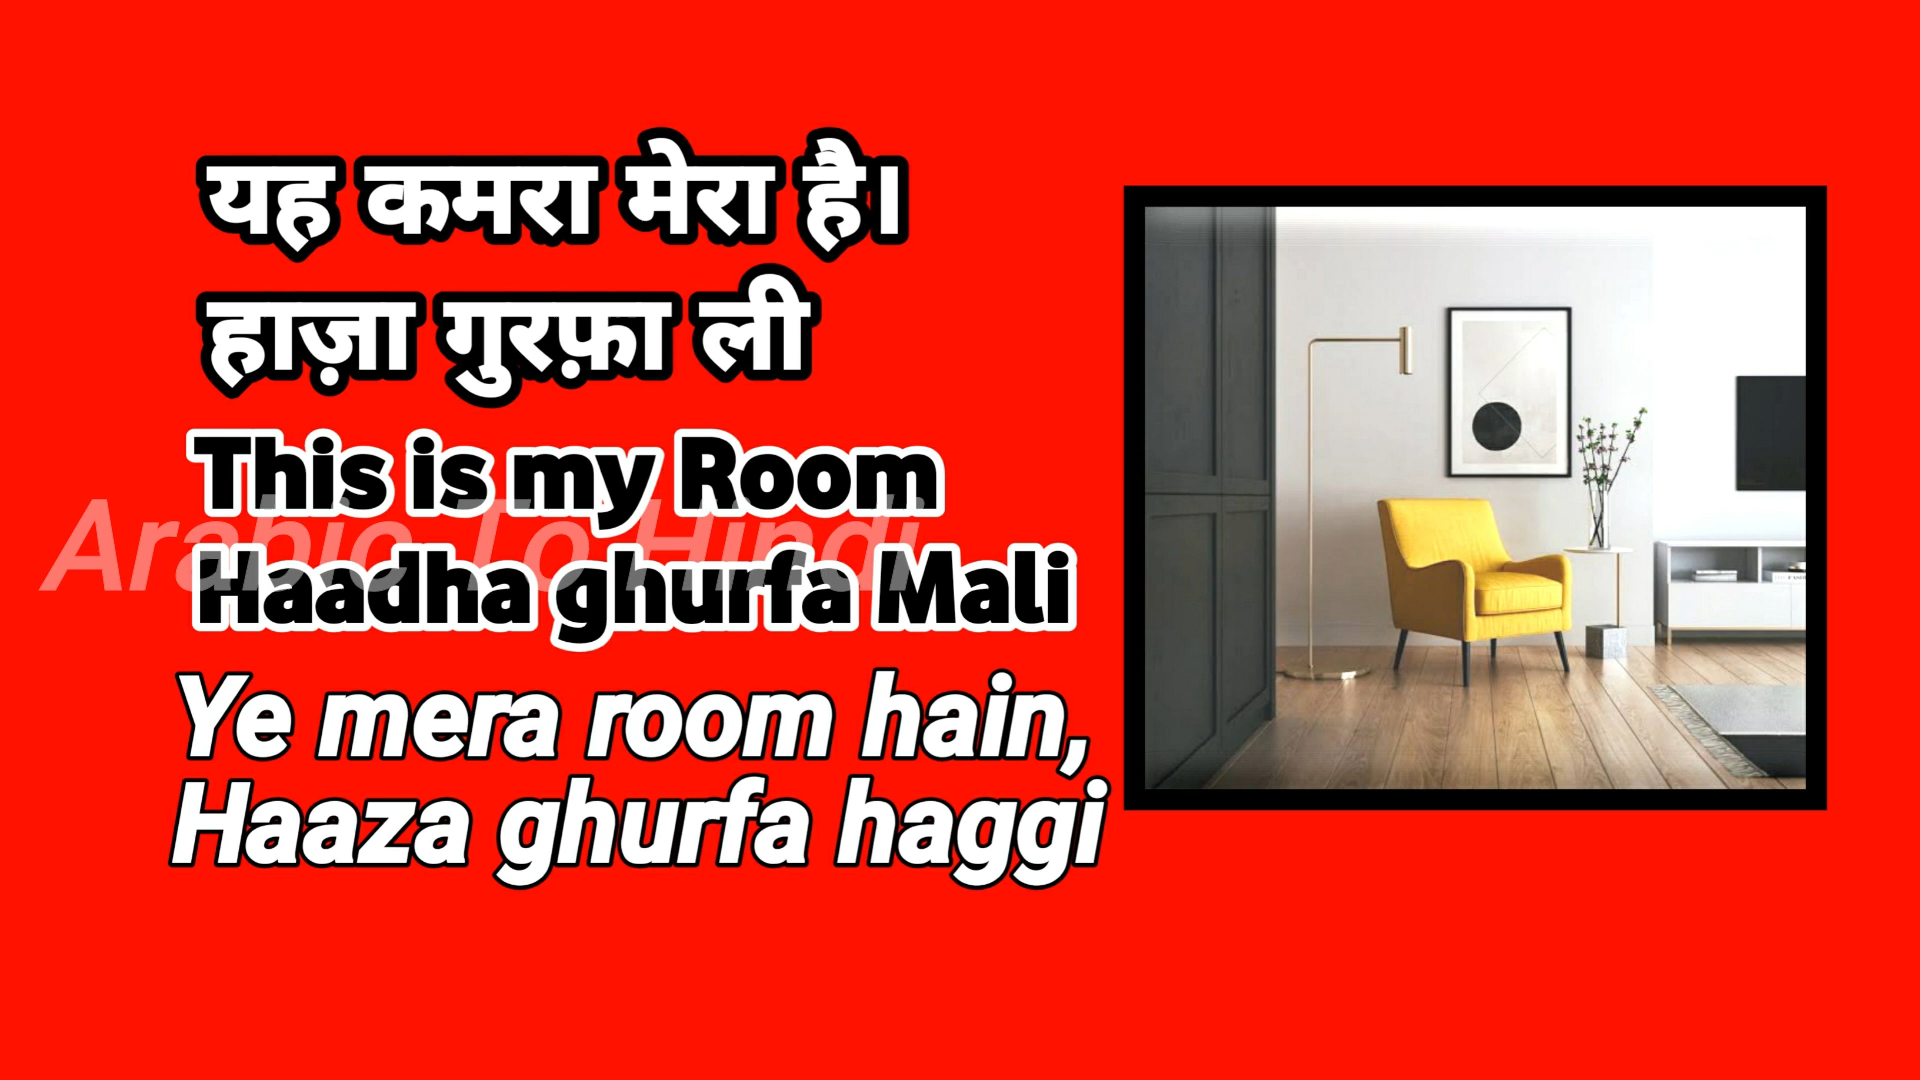 यह कमरा मेरा है।
हाज़ा गुरफ़ा ली
This is my Room
Arabic To Hindi
Haadha ghurfa Mali
Ye mera room hain,
Haaza ghurfa haggi